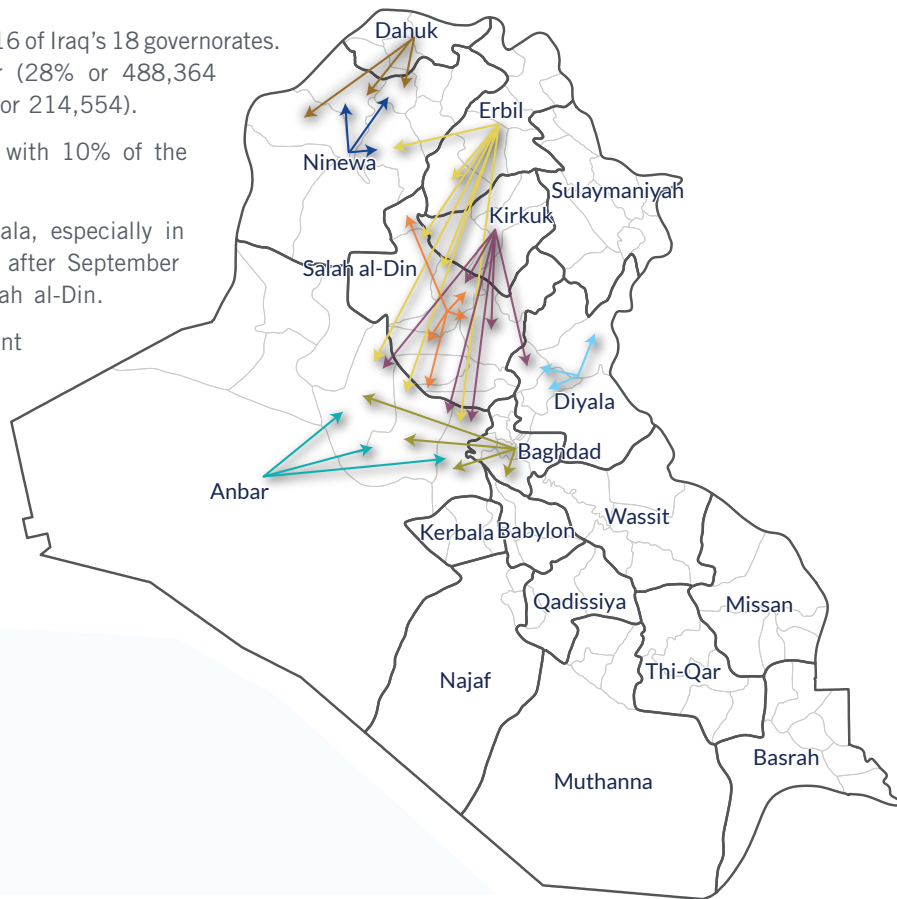 16 of Iraq's 18 governorates.
(28% or 488,364
or 214,554).
with 10% of the
ala, especially in
after September
ah al-Din.
nt
Dahuk
Erbil
Ninewa
Sulaymaniyah
Kirkuk
Salah al-Din
Diyala
Baghdad
Anbar
Wassit
Kerbala
Babylon
Qadissiya
Missan
Thi-Qar
Najaf
Basrah
Muthanna